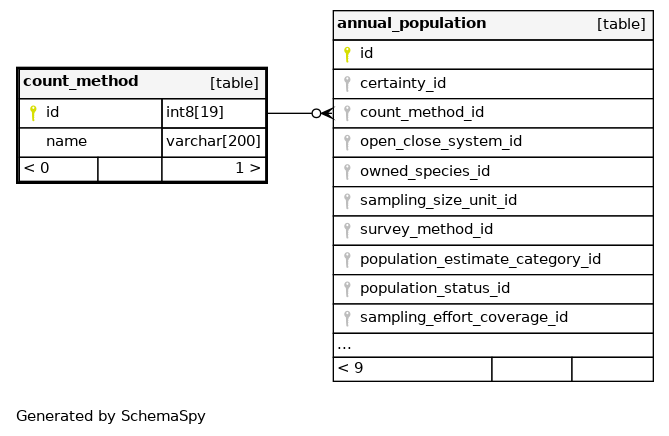 count_method [table]
id int8[19]
name varchar[200]
< 0 1 >
annual_population [table]
id
certainty_id
count_method_id
open_close_system_id
owned_species_id
sampling_size_unit_id
survey_method_id
population_estimate_category_id
population_status_id
sampling_effort_coverage_id
...
< 9
Generated by SchemaSpy